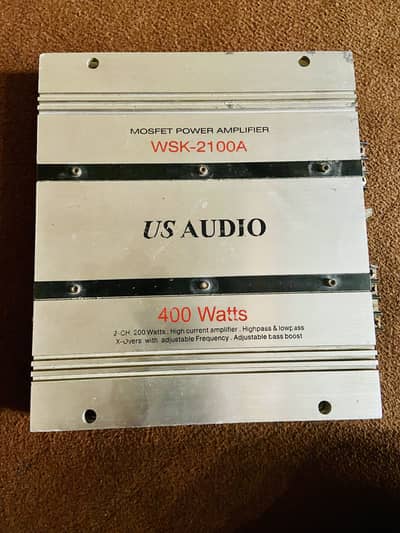 MOSFET POWER AMPLIFIER
WSK-2100A
US AUDIO
400 Watts
2-CH, 200 Watts, High current amplifier, Highpass & lowpass
X-Overs with adjustable Frequency, Adjustable bass boost